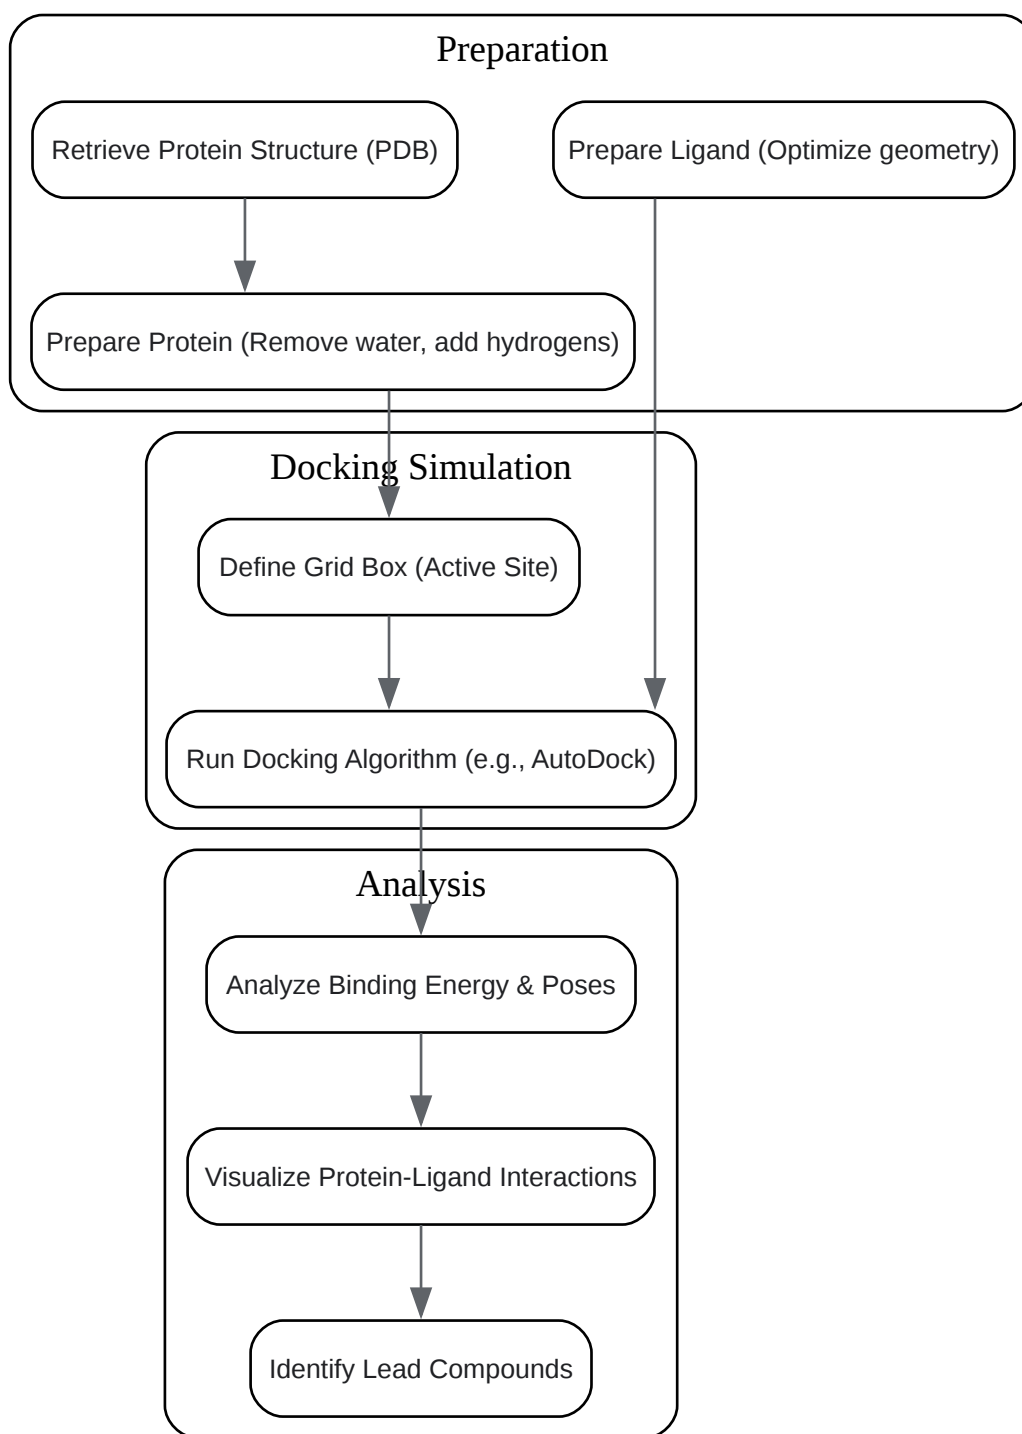 Preparation
Retrieve Protein Structure (PDB)
Prepare Ligand (Optimize geometry)
Prepare Protein (Remove water, add hydrogens)
Docking Simulation
Define Grid Box (Active Site)
Run Docking Algorithm (e.g., AutoDock)
Analysis
Analyze Binding Energy & Poses
Visualize Protein-Ligand Interactions
Identify Lead Compounds